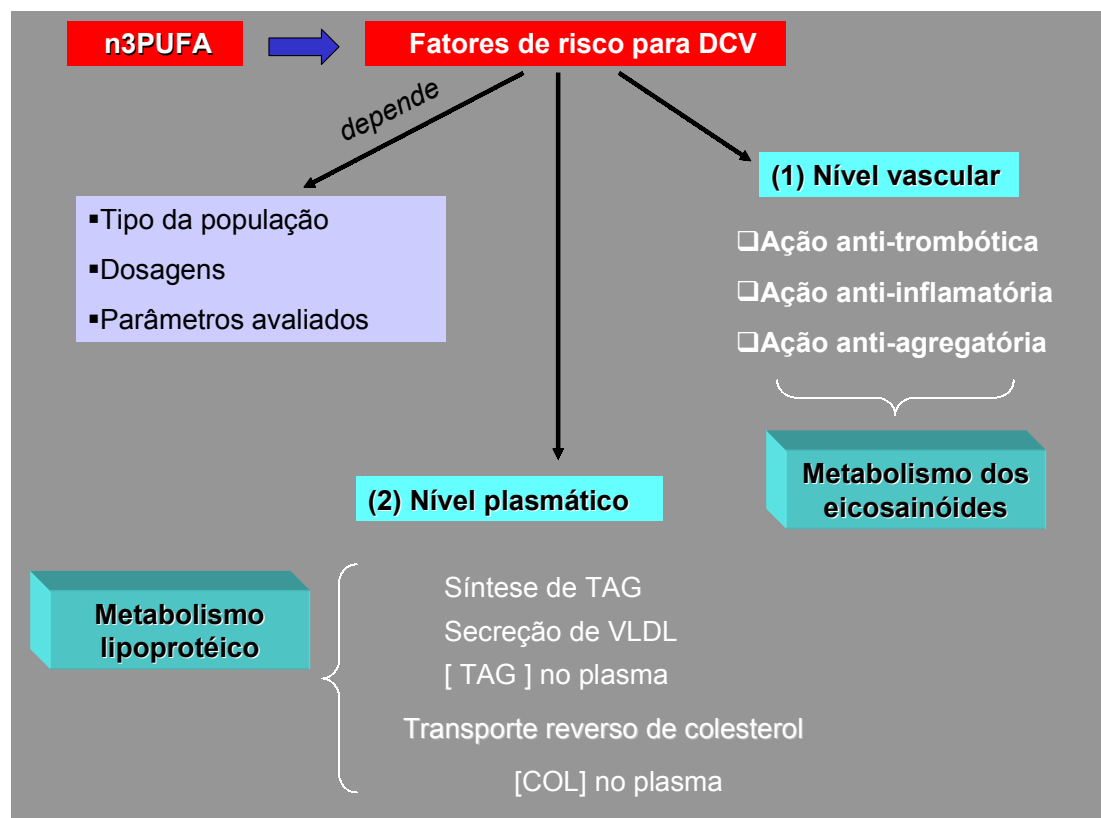 n3PUFA
Fatores de risco para DCV
depende
▪Tipo da população
▪Dosagens
▪Parâmetros avaliados
(1) Nível vascular
❑Ação anti-trombótica
❑Ação anti-inflamatória
❑Ação anti-agregatória
Metabolismo dos
eicosainóides
(2) Nível plasmático
Metabolismo
lipoprotéico
Síntese de TAG
Secreção de VLDL
[ TAG ] no plasma
Transporte reverso de colesterol
[COL] no plasma